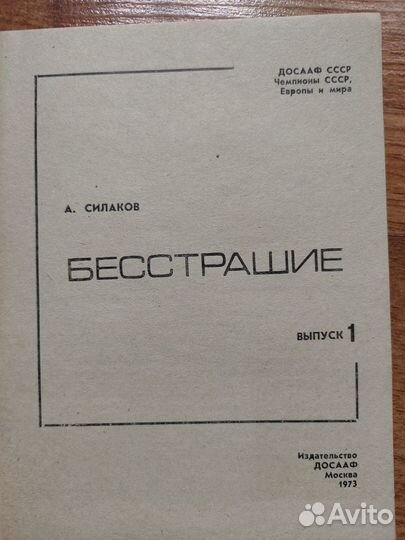 ДОСААФ СССР
Чемпионы СССР,
Европы и мира
А. СИЛАКОВ
БЕССТРАШИЕ
ВЫПУСК 1
Издательство
ДОСААФ
Москва
1973
Avito